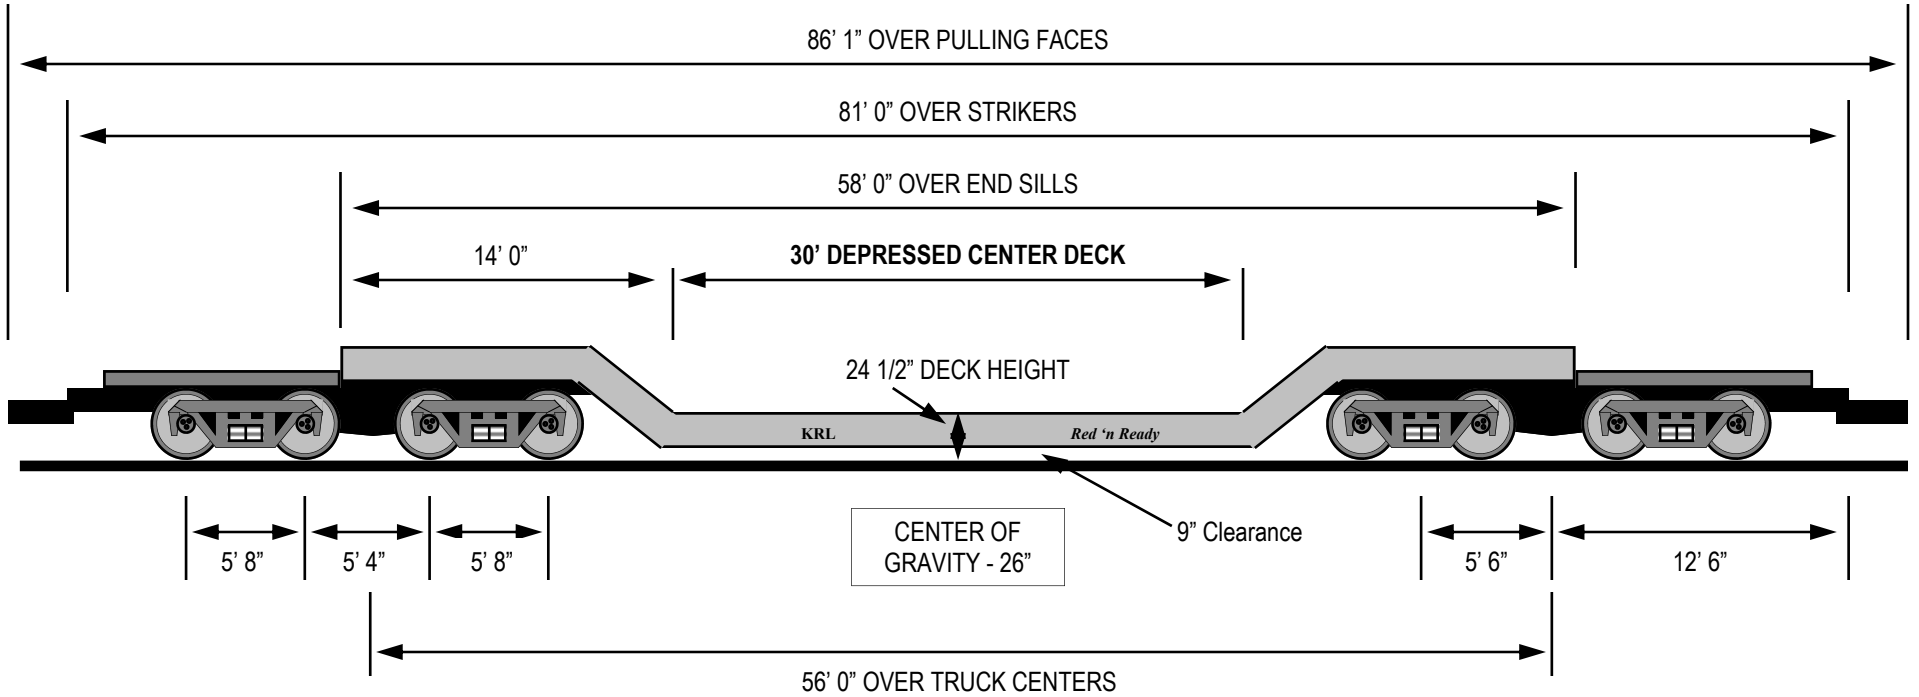 86’ 1” OVER PULLING FACES
81’ 0” OVER STRIKERS
58’ 0” OVER END SILLS
14’ 0”
30’ DEPRESSED CENTER DECK
24 1/2” DECK HEIGHT
KRL
Red ‘n Ready
CENTER OF
GRAVITY - 26”
9” Clearance
5’ 8”
5’ 4”
5’ 8”
5’ 6”
12’ 6”
56’ 0” OVER TRUCK CENTERS